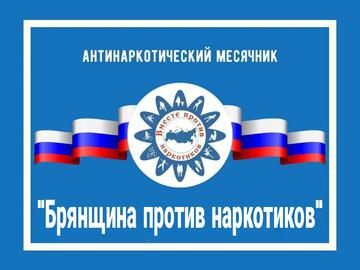 АНТИНАРКОТИЧЕСКИЙ МЕСЯЧНИК
Вместе против
наркотиков
"Брянщина против наркотиков"